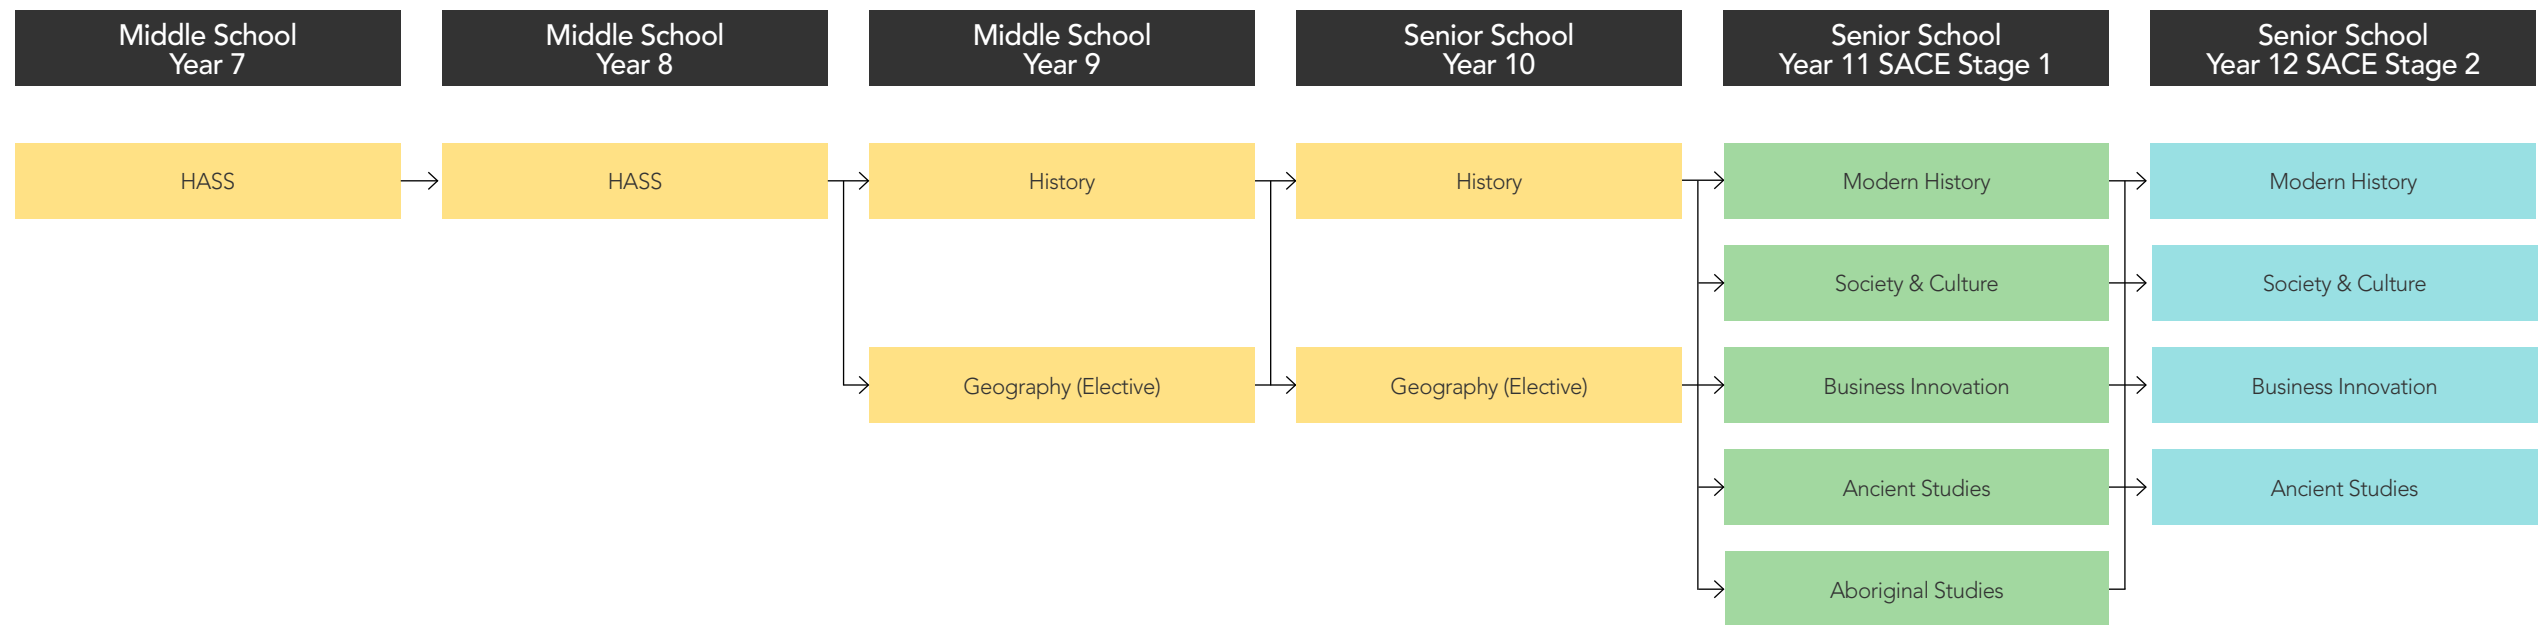 Middle School
Year 7
Middle School
Year 8
Middle School
Year 9
Senior School
Year 10
Senior School
Year 11 SACE Stage 1
Senior School
Year 12 SACE Stage 2
HASS
HASS
History
History
Modern History
Modern History
Society & Culture
Society & Culture
Geography (Elective)
Geography (Elective)
Business Innovation
Business Innovation
Ancient Studies
Ancient Studies
Aboriginal Studies